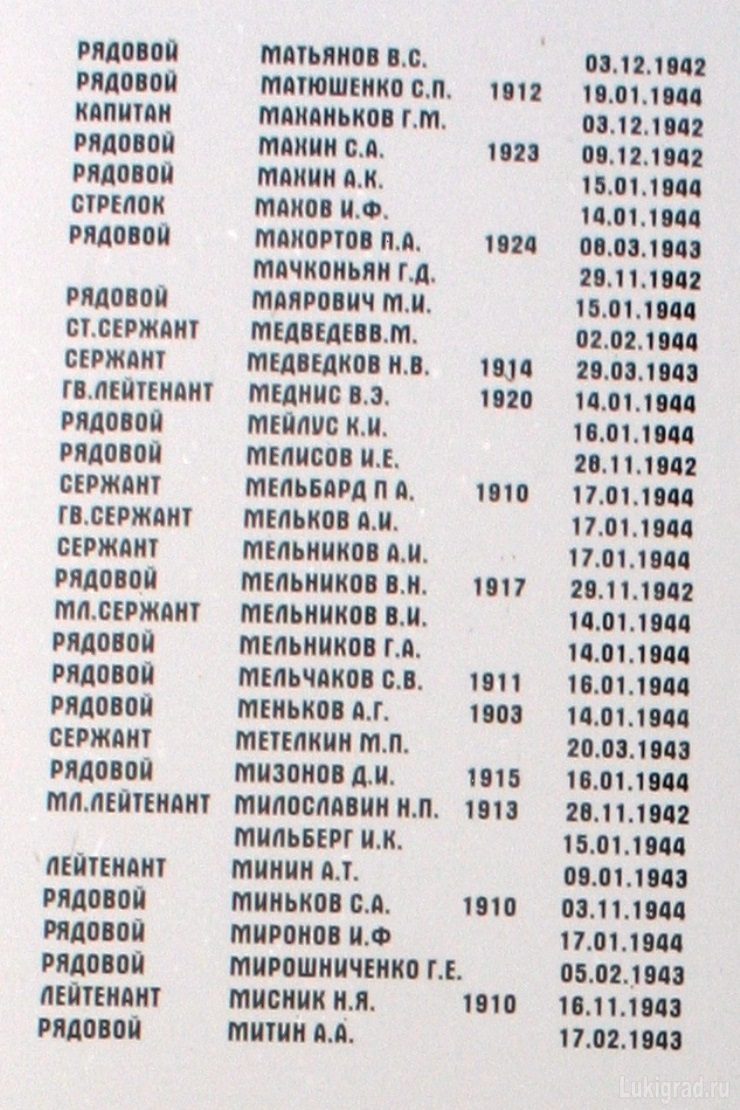 РЯДОВОЙ МАТЬЯНОВ В.С. 03.12.1942
РЯДОВОЙ МАТЮШЕНКО С.П. 1912 19.01.1944
КАПИТАН МАХАНЬКОВ Г.М. 03.12.1942
РЯДОВОЙ МАХИН С.А. 1923 09.12.1942
РЯДОВОЙ МАХИН А.К. 15.01.1944
СТРЕЛОК МАХОВ И.Ф. 14.01.1944
РЯДОВОЙ МАХОРТОВ П.А. 1924 08.03.1943
МАЧКОНЬЯН Г.Д. 29.11.1942
РЯДОВОЙ МАЯРОВИЧ М.И. 15.01.1944
СТ.СЕРЖАНТ МЕДВЕДЕВВ.М. 02.02.1944
СЕРЖАНТ МЕДВЕДКОВ Н.В. 1914 29.03.1943
ГВ.ЛЕЙТЕНАНТ МЕДНИС В.Э. 1920 14.01.1944
РЯДОВОЙ МЕЙЛУС К.И. 16.01.1944
РЯДОВОЙ МЕЛИСОВ И.Е. 28.11.1942
СЕРЖАНТ МЕЛЬБАРД П А. 1910 17.01.1944
ГВ.СЕРЖАНТ МЕЛЬКОВ А.И. 17.01.1944
СЕРЖАНТ МЕЛЬНИКОВ А.И. 17.01.1944
РЯДОВОЙ МЕЛЬНИКОВ В.Н. 1917 29.11.1942
МЛ.СЕРЖАНТ МЕЛЬНИКОВ В.И. 14.01.1944
РЯДОВОЙ МЕЛЬНИКОВ Г.А. 14.01.1944
РЯДОВОЙ МЕЛЬЧАКОВ С.В. 1911 16.01.1944
РЯДОВОЙ МЕНЬКОВ А.Г. 1903 14.01.1944
СЕРЖАНТ МЕТЕЛКИН М.П. 20.03.1943
РЯДОВОЙ МИЗОНОВ Д.И. 1915 16.01.1944
МЛ.ЛЕЙТЕНАНТ МИЛОСЛАВИН Н.П. 1913 28.11.1942
МИЛЬБЕРГ И.К. 15.01.1944
ЛЕЙТЕНАНТ МИНИН А.Т. 09.01.1943
РЯДОВОЙ МИНЬКОВ С.А. 1910 03.11.1944
РЯДОВОЙ МИРОНОВ И.Ф 17.01.1944
РЯДОВОЙ МИРОШНИЧЕНКО Г.Е. 05.02.1943
ЛЕЙТЕНАНТ МИСНИК Н.Я. 1910 16.11.1943
РЯДОВОЙ МИТИН А.А. 17.02.1943
Lukigrad.ru